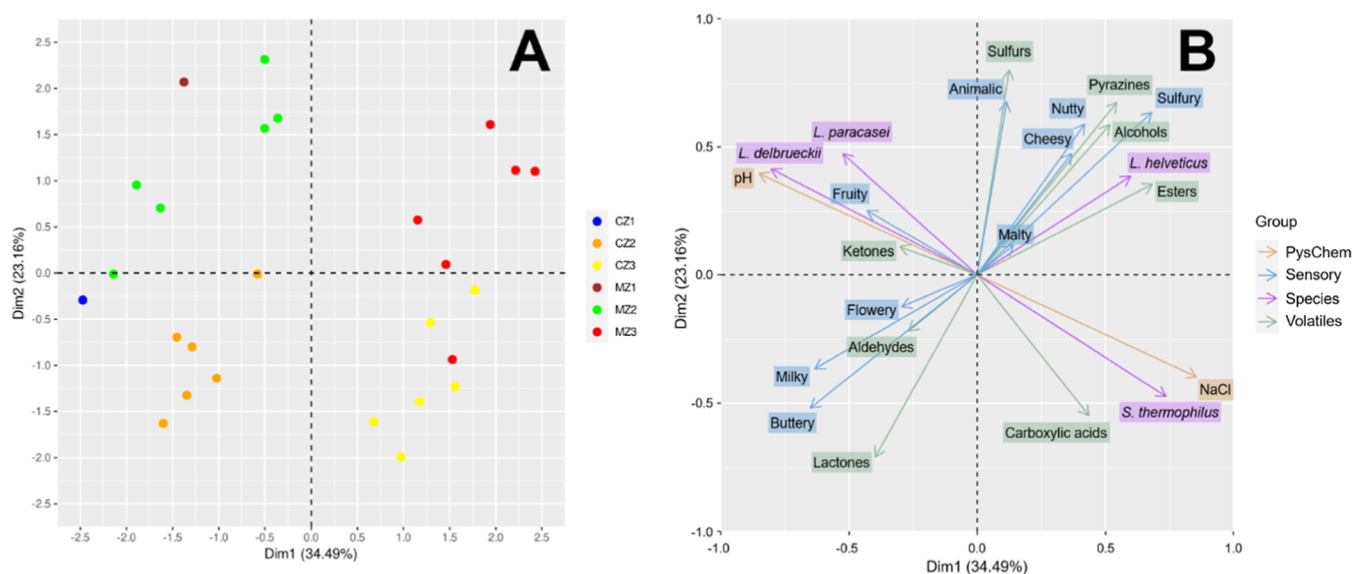 A
2.5
2.0
1.5
1.0
0.5
0.0
-0.5
-1.0
-1.5
-2.0
-2.5
Dim2 (23.16%)
-2.5 -2.0 -1.5 -1.0 -0.5 0.0 0.5 1.0 1.5 2.0 2.5
Dim1 (34.49%)
CZ1
CZ2
CZ3
MZ1
MZ2
MZ3
B
1.0
0.5
0.0
-0.5
-1.0
Dim2 (23.16%)
Sulfurs
Animalic
Pyrazines
Sulfury
Nutty
Alcohols
Cheesy
L. paracasei
L. delbrueckii
L. helveticus
pH
Esters
Fruity
Malty
Ketones
Flowery
Aldehydes
Milky
NaCl
Buttery
S. thermophilus
Carboxylic acids
Lactones
-1.0 -0.5 0.0 0.5 1.0
Dim1 (34.49%)
Group
PysChem
Sensory
Species
Volatiles